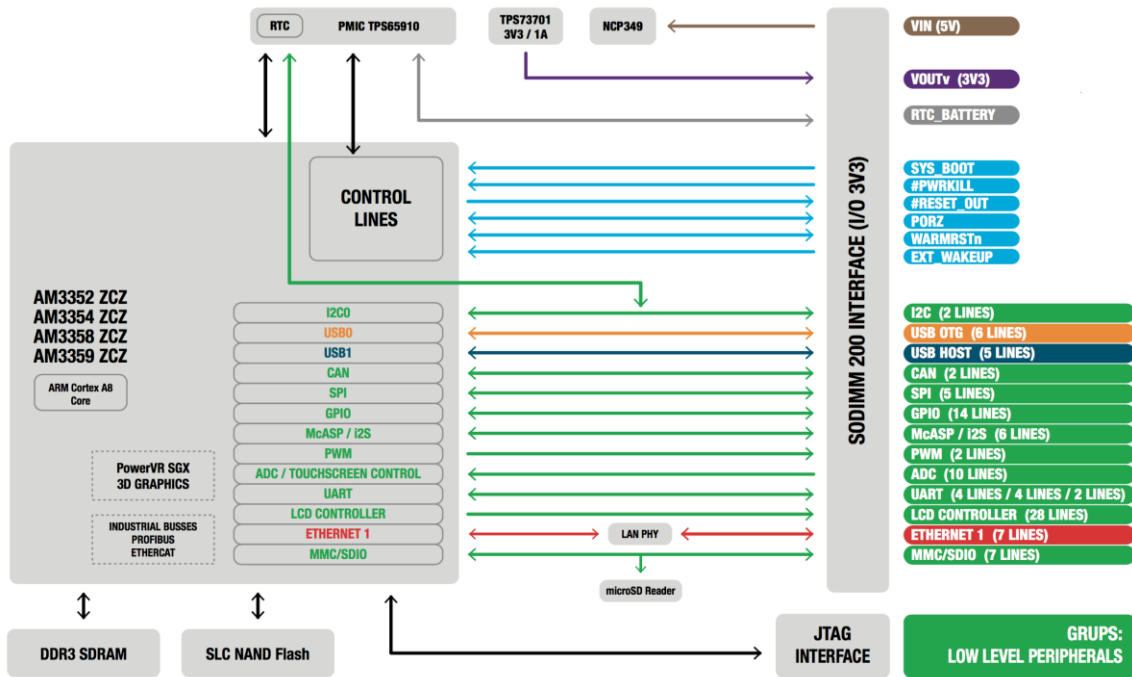 RTC
PMIC TPS65910
TPS73701
3V3 / 1A
NCP349
VIN (5V)
VOUTv (3V3)
RTC_BATTERY
CONTROL
LINES
SYS_BOOT
#PWRKILL
#RESET_OUT
PORZ
WARMRSTn
EXT_WAKEUP
SODIMM 200 INTERFACE (I/O 3V3)
AM3352 ZCZ
AM3354 ZCZ
AM3358 ZCZ
AM3359 ZCZ
ARM Cortex A8
Core
PowerVR SGX
3D GRAPHICS
INDUSTRIAL BUSSES
PROFIBUS
ETHERCAT
I2C0
USB0
USB1
CAN
SPI
GPIO
McASP / i2S
PWM
ADC / TOUCHSCREEN CONTROL
UART
LCD CONTROLLER
ETHERNET 1
MMC/SDIO
LAN PHY
microSD Reader
I2C (2 LINES)
USB OTG (6 LINES)
USB HOST (5 LINES)
CAN (2 LINES)
SPI (5 LINES)
GPIO (14 LINES)
McASP / i2S (6 LINES)
PWM (2 LINES)
ADC (10 LINES)
UART (4 LINES / 4 LINES / 2 LINES)
LCD CONTROLLER (28 LINES)
ETHERNET 1 (7 LINES)
MMC/SDIO (7 LINES)
DDR3 SDRAM
SLC NAND Flash
JTAG
INTERFACE
GRUPS:
LOW LEVEL PERIPHERALS